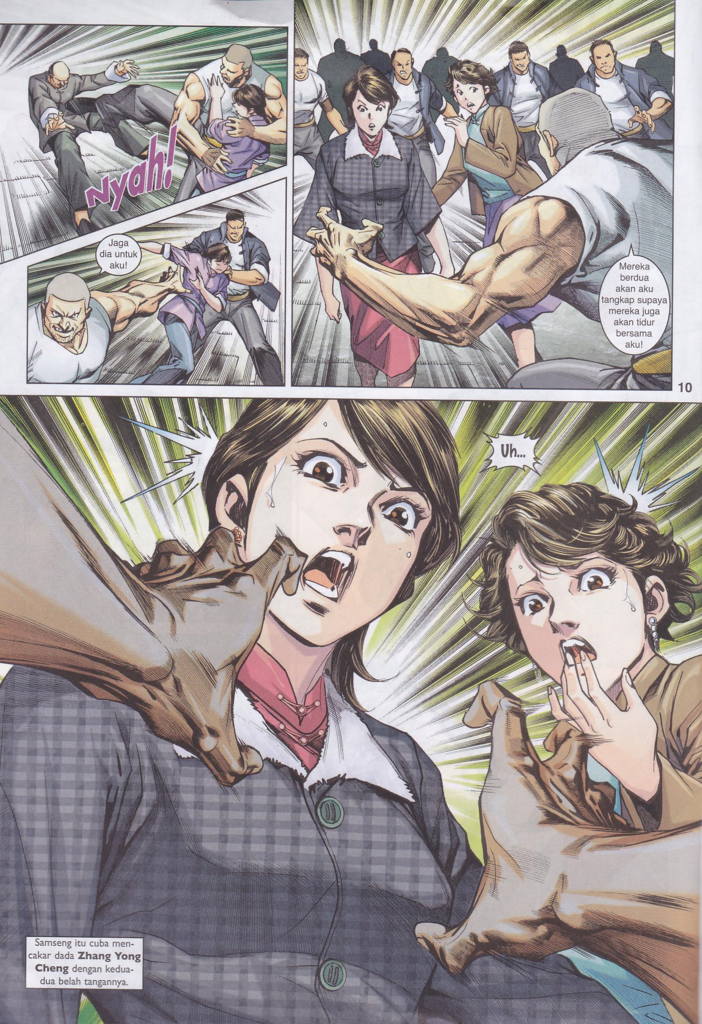 Nyah!
Jaga
dia untuk
aku!
Mereka
berdua
akan aku
tangkap supaya
mereka juga
akan tidur
bersama
aku!
10
Uh...
Samseng itu cuba men-
cakar dada Zhang Yong
Cheng dengan kedua-
dua belah tangannya.